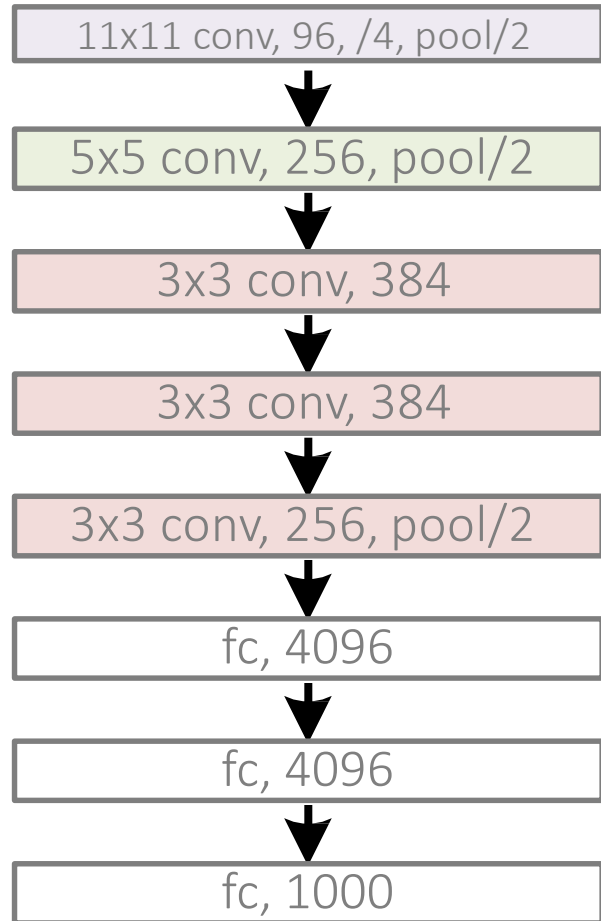 11x11 conv, 96, /4, pool/2
5x5 conv, 256, pool/2
3x3 conv, 384
3x3 conv, 384
3x3 conv, 256, pool/2
fc, 4096
fc, 4096
fc, 1000